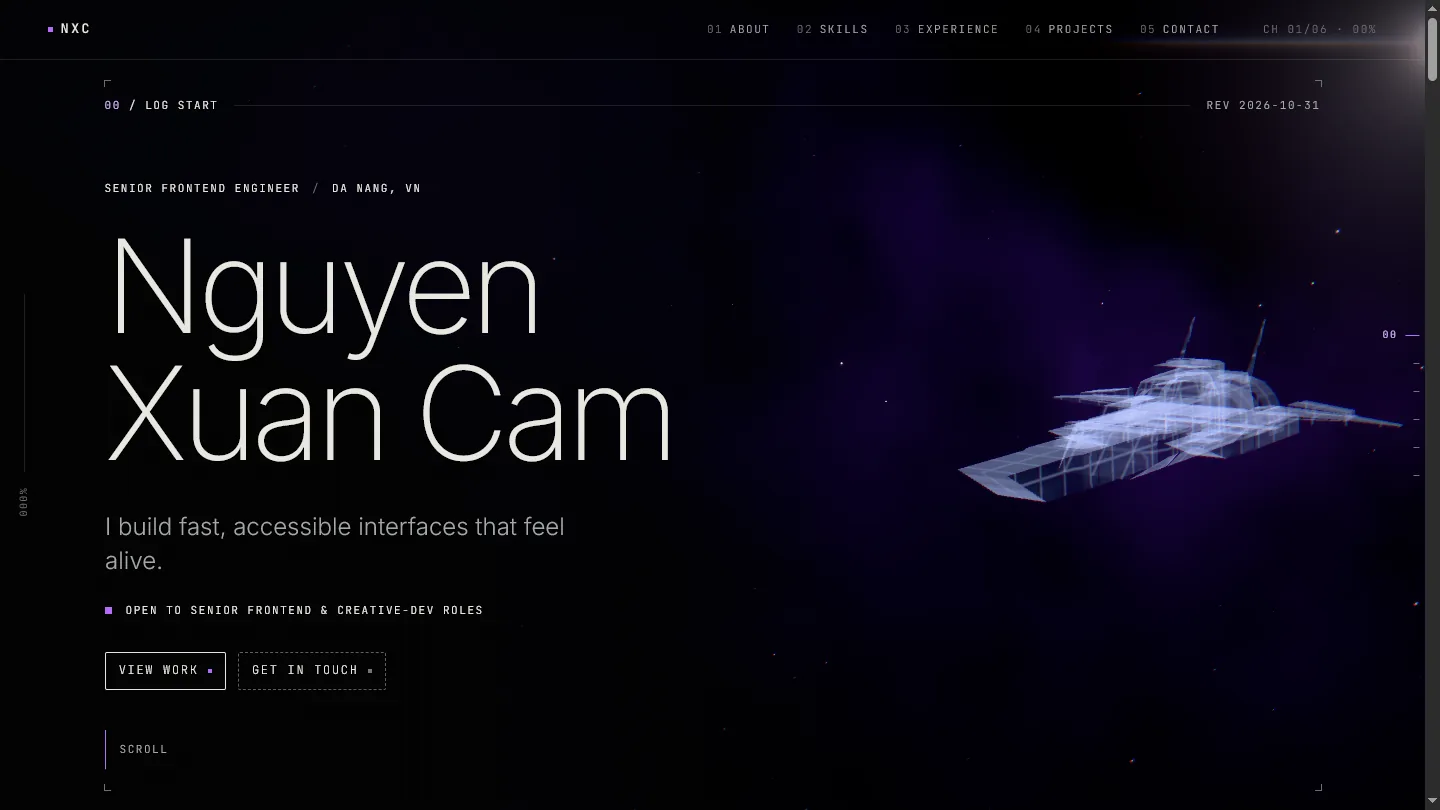 NXC
01 ABOUT 02 SKILLS 03 EXPERIENCE 04 PROJECTS 05 CONTACT CH 01/06 · 00%
00 / LOG START
REV 2026-10-31
SENIOR FRONTEND ENGINEER / DA NANG, VN
Nguyen
Xuan Cam
00
000%
I build fast, accessible interfaces that feel
alive.
OPEN TO SENIOR FRONTEND & CREATIVE-DEV ROLES
VIEW WORK
GET IN TOUCH
SCROLL